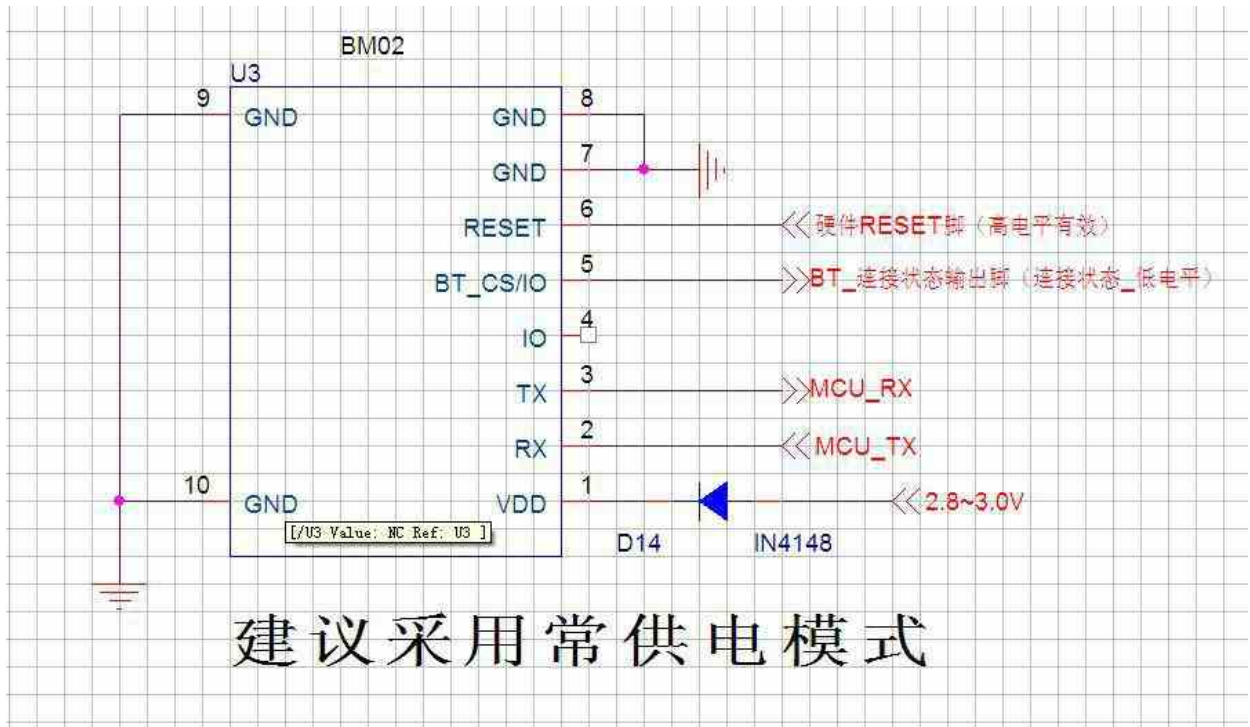 BM02
U3
9 GND GND 8
GND 7
RESET 6 硬件RESET脚（高电平有效）
BT_CS/IO 5 BT_连接状态输出脚（连接状态_低电平）
IO 4
TX 3 MCU_RX
RX 2 MCU_TX
10 GND VDD 1 2.8~3.0V
[/U3 Value: NC Ref: U3 ]
D14 IN4148
建议采用常供电模式